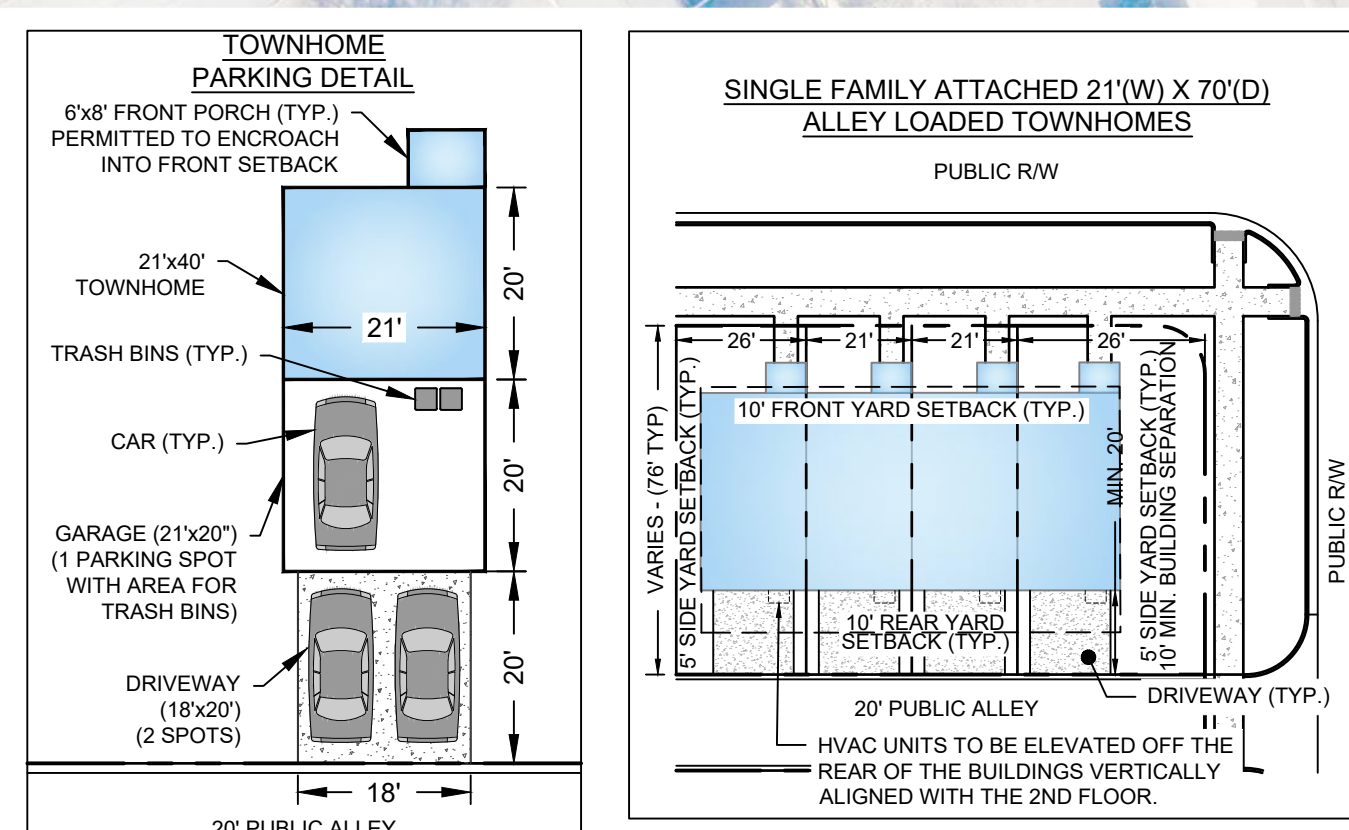 TOWNHOME
PARKING DETAIL
6'x8' FRONT PORCH (TYP.)
PERMITTED TO ENCROACH
INTO FRONT SETBACK
21'x40'
TOWNHOME
20'
21'
TRASH BINS (TYP.)
CAR (TYP.)
20'
GARAGE (21'x20")
(1 PARKING SPOT
WITH AREA FOR
TRASH BINS)
DRIVEWAY
(18'x20')
(2 SPOTS)
20'
18'
20' PUBLIC ALLEY
SINGLE FAMILY ATTACHED 21'(W) X 70'(D)
ALLEY LOADED TOWNHOMES
PUBLIC R/W
26'
21'
21'
26'
VARIES - (76' TYP)
5' SIDE YARD SETBACK (TYP.)
10' FRONT YARD SETBACK (TYP.)
MIN. 20'
5' SIDE YARD SETBACK (TYP.)
10' MIN. BUILDING SEPARATION
PUBLIC R/W
10' REAR YARD
SETBACK (TYP.)
DRIVEWAY (TYP.)
20' PUBLIC ALLEY
HVAC UNITS TO BE ELEVATED OFF THE
REAR OF THE BUILDINGS VERTICALLY
ALIGNED WITH THE 2ND FLOOR.